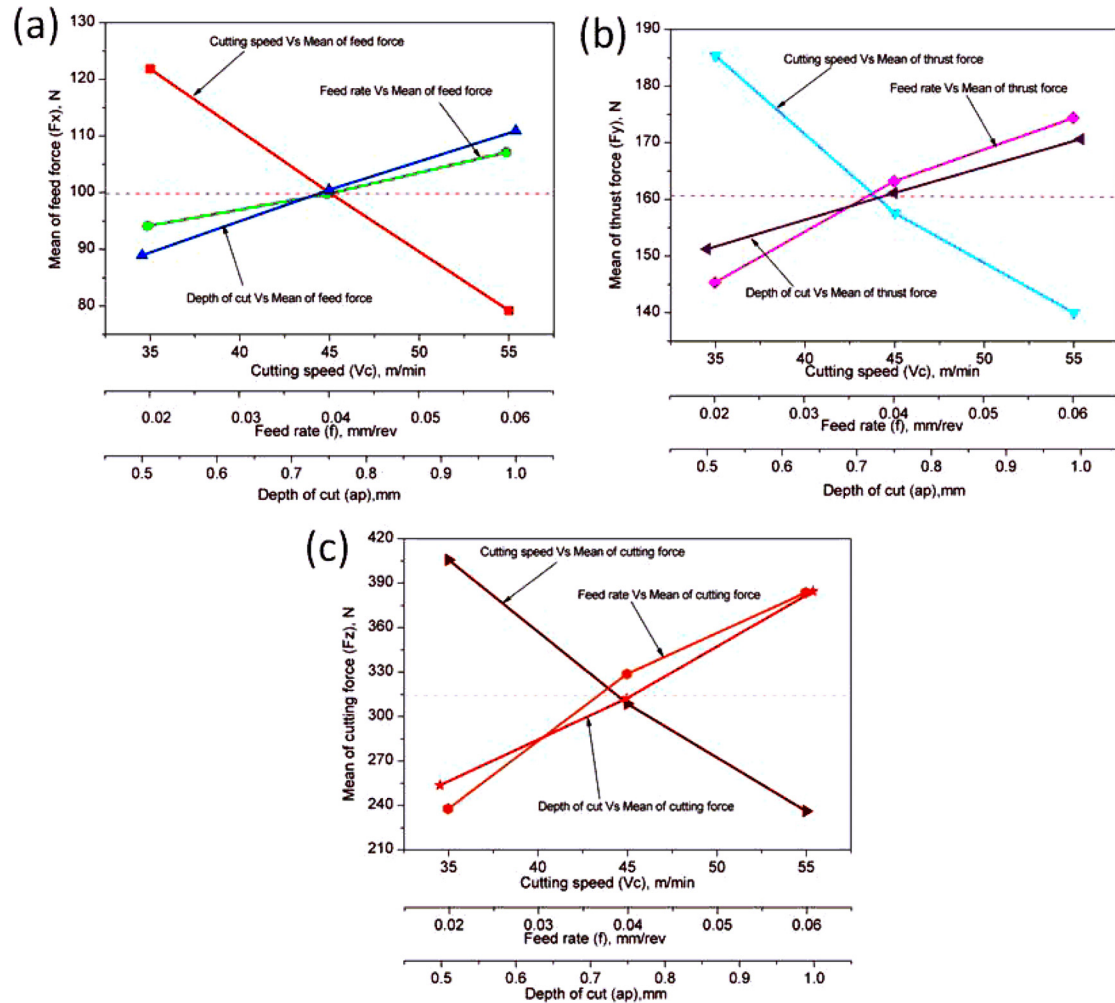 (a)
Mean of feed force (Fx), N
130
120
110
100
90
80
Cutting speed Vs Mean of feed force
Feed rate Vs Mean of feed force
Depth of cut Vs Mean of feed force
35 40 45 50 55
Cutting speed (Vc), m/min
0.02 0.03 0.04 0.05 0.06
Feed rate (f), mm/rev
0.5 0.6 0.7 0.8 0.9 1.0
Depth of cut (ap),mm
(b)
Mean of thrust force (Fy), N
190
180
170
160
150
140
Cutting speed Vs Mean of thrust force
Feed rate Vs Mean of thrust force
Depth of cut Vs Mean of thrust force
35 40 45 50 55
Cutting speed (Vc), m/min
0.02 0.03 0.04 0.05 0.06
Feed rate (f), mm/rev
0.5 0.6 0.7 0.8 0.9 1.0
Depth of cut (ap),mm
(c)
Mean of cutting force (Fz), N
420
390
360
330
300
270
240
210
Cutting speed Vs Mean of cutting force
Feed rate Vs Mean of cutting force
Depth of cut Vs Mean of cutting force
35 40 45 50 55
Cutting speed (Vc), m/min
0.02 0.03 0.04 0.05 0.06
Feed rate (f), mm/rev
0.5 0.6 0.7 0.8 0.9 1.0
Depth of cut (ap),mm